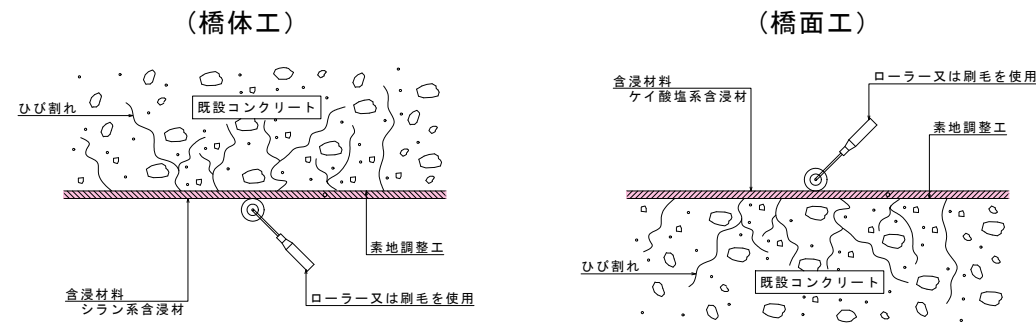 (橋体工)
ひび割れ
既設コンクリート
素地調整工
含浸材料
シラン系含浸材
ローラー又は刷毛を使用
(橋面工)
含浸材料
ケイ酸塩系含浸材
ローラー又は刷毛を使用
素地調整工
ひび割れ
既設コンクリート